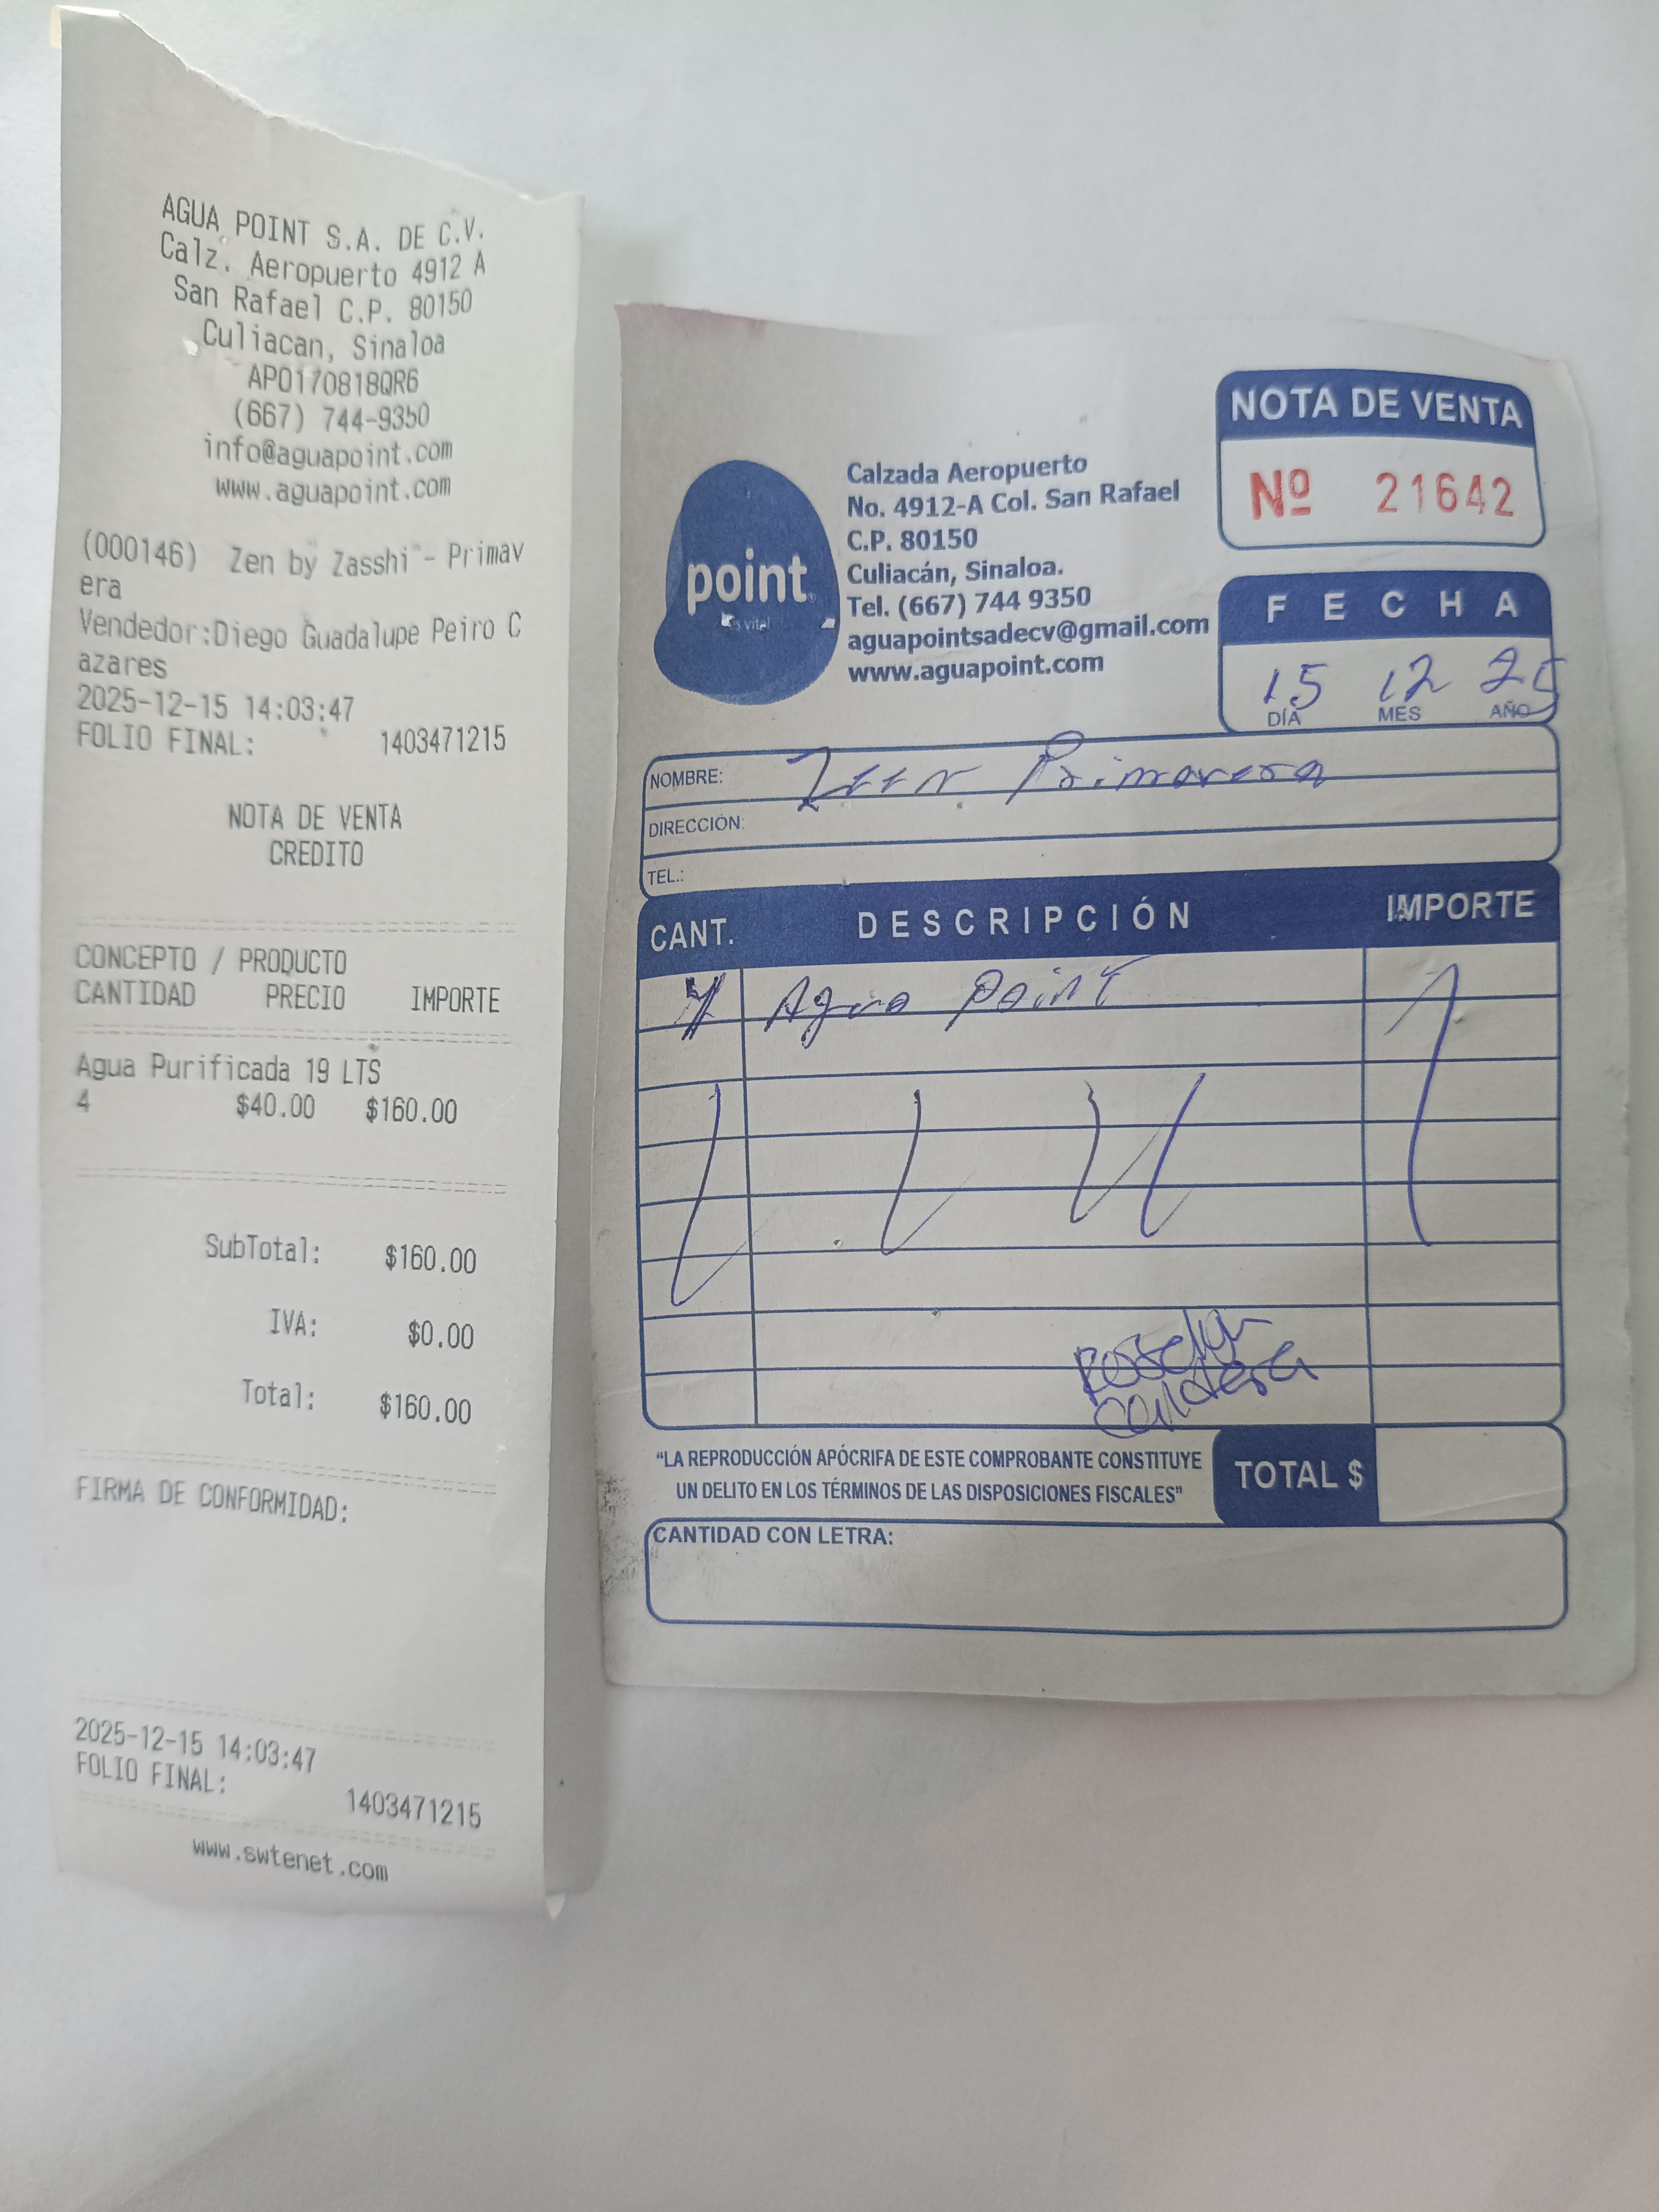 AGUA POINT S.A. DE C.V.
Calz. Aeropuerto 4912 A
San Rafael C.P. 80150
Culiacan, Sinaloa
APO170818QR6
(667) 744-9350
info@aguapoint.com
www.aguapoint.com
(000146) Zen by Zasshi - Primav
era
Vendedor:Diego Guadalupe Peiro C
azares
2025-12-15 14:03:47
FOLIO FINAL: 1403471215
NOTA DE VENTA
CREDITO
CONCEPTO / PRODUCTO
CANTIDAD PRECIO IMPORTE
Agua Purificada 19 LTS
4 $40.00 $160.00
SubTotal: $160.00
IVA: $0.00
Total: $160.00
FIRMA DE CONFORMIDAD:
2025-12-15 14:03:47
FOLIO FINAL:
1403471215
www.swtenet.com
NOTA DE VENTA
Nº 21642
point
es vital
Calzada Aeropuerto
No. 4912-A Col. San Rafael
C.P. 80150
Culiacán, Sinaloa.
Tel. (667) 744 9350
aguapointsadecv@gmail.com
www.aguapoint.com
FECHA
15 12 25
DÍA MES AÑO
NOMBRE: Zeen Primavera
DIRECCIÓN:
TEL.:
CANT. DESCRIPCIÓN IMPORTE
4 Agua Point
"LA REPRODUCCIÓN APÓCRIFA DE ESTE COMPROBANTE CONSTITUYE
UN DELITO EN LOS TÉRMINOS DE LAS DISPOSICIONES FISCALES"
TOTAL $
CANTIDAD CON LETRA: